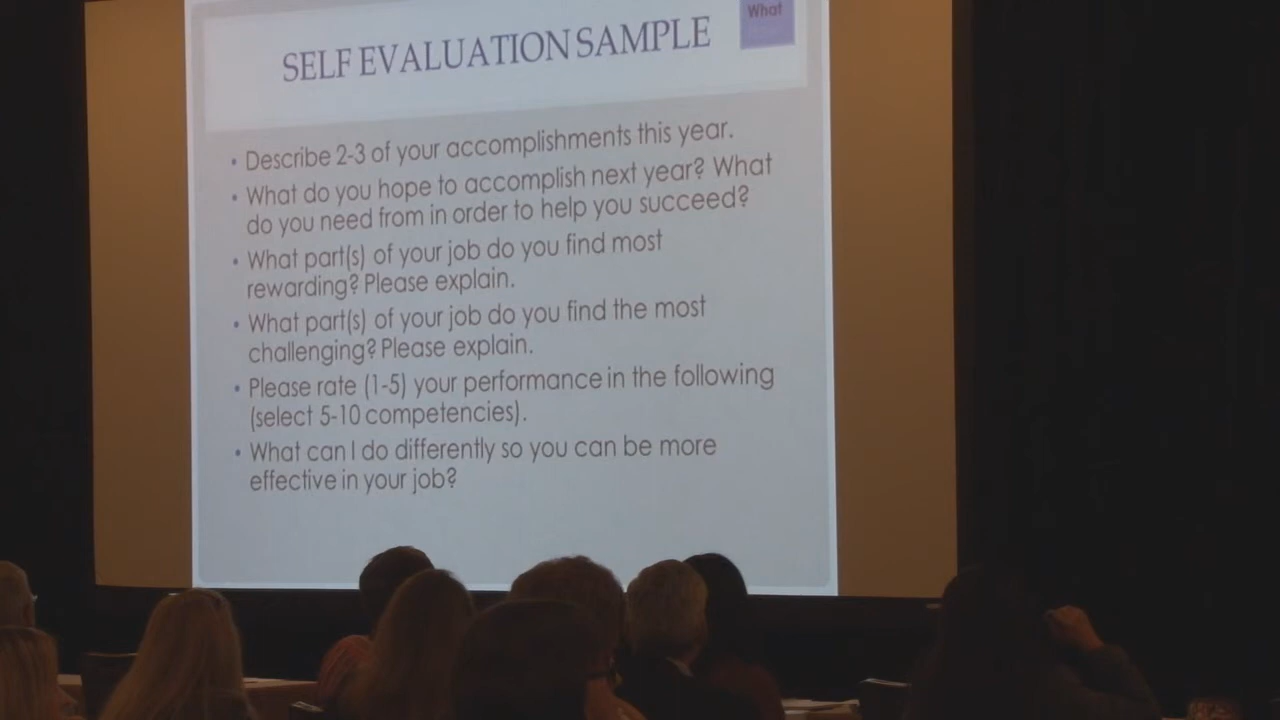 What
SELF EVALUATION SAMPLE
• Describe 2-3 of your accomplishments this year.
• What do you hope to accomplish next year? What
do you need from in order to help you succeed?
• What part(s) of your job do you find most
rewarding? Please explain.
• What part(s) of your job do you find the most
challenging? Please explain.
• Please rate (1-5) your performance in the following
(select 5-10 competencies).
• What can I do differently so you can be more
effective in your job?